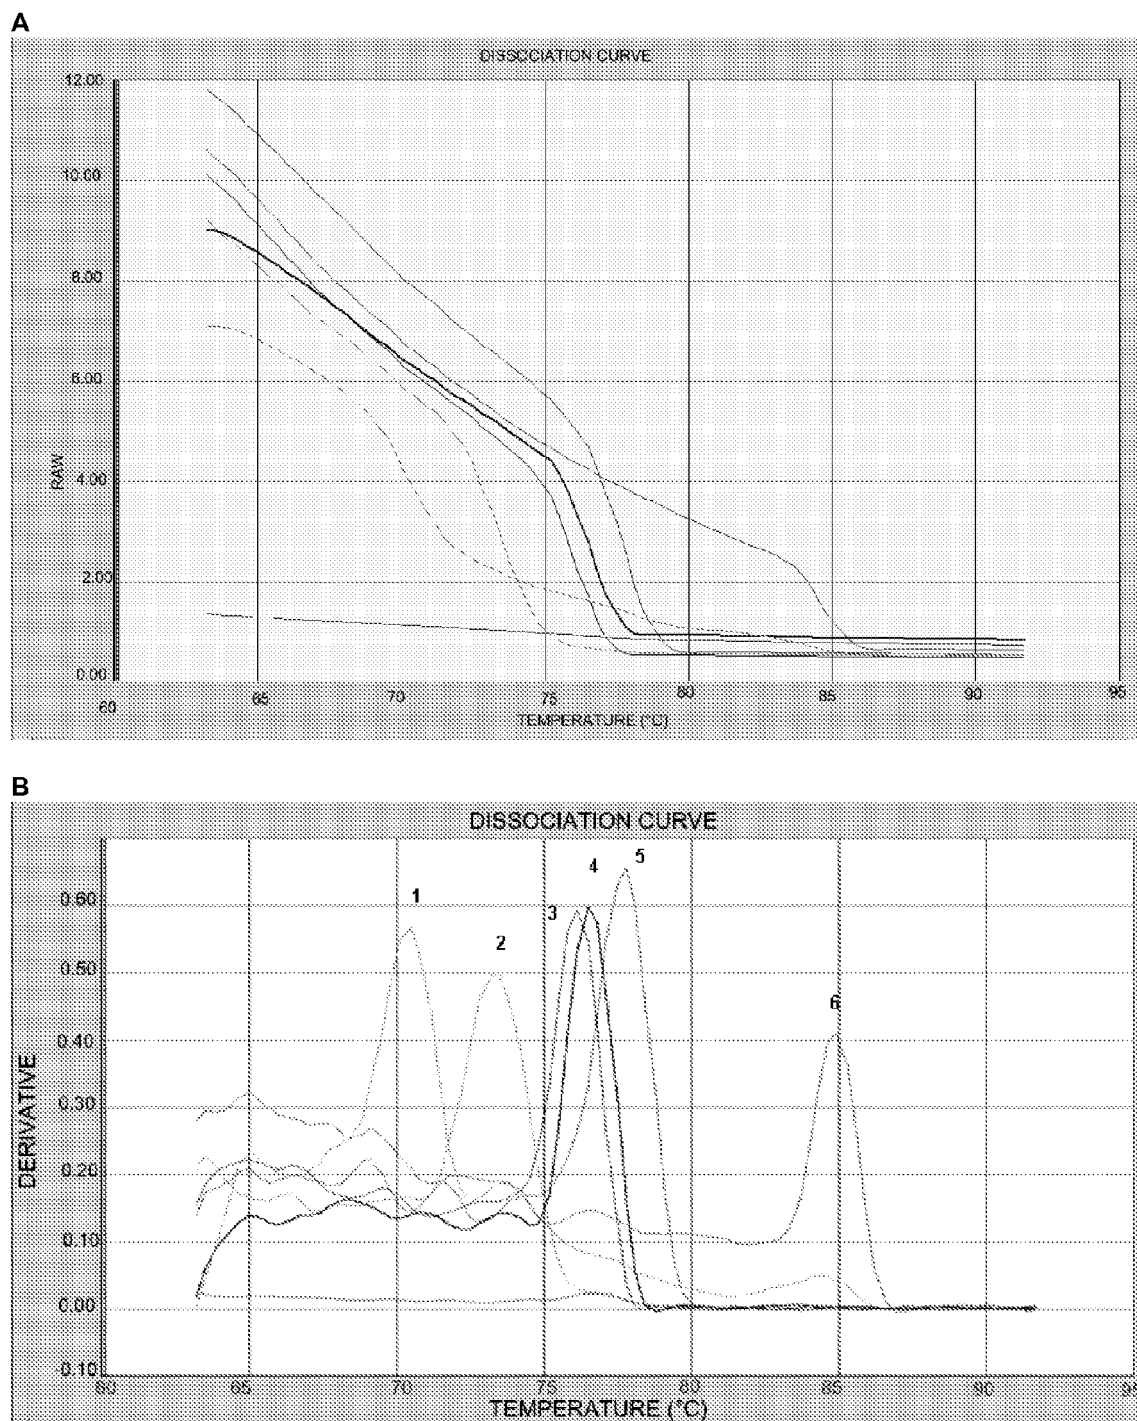 A
DISSOCIATION CURVE
12.00
10.00
8.00
6.00
4.00
2.00
0.00
RAW
60 65 70 75 80 85 90 95
TEMPERATURE (°C)
B
DISSOCIATION CURVE
1 2 3 4 5 6
0.60
0.50
0.40
0.30
0.20
0.10
0.00
-0.10
DERIVATIVE
60 65 70 75 80 85 90 95
TEMPERATURE (°C)